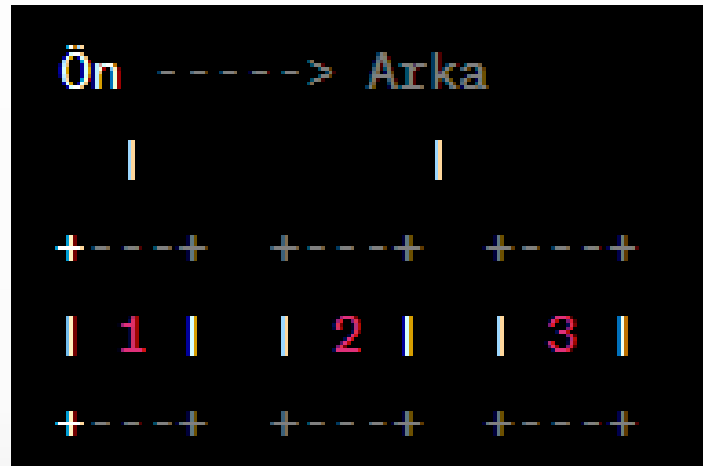 Ön -----> Arka
|                    |
+---+  +---+  +---+
| 1 |  | 2 |  | 3 |
+---+  +---+  +---+